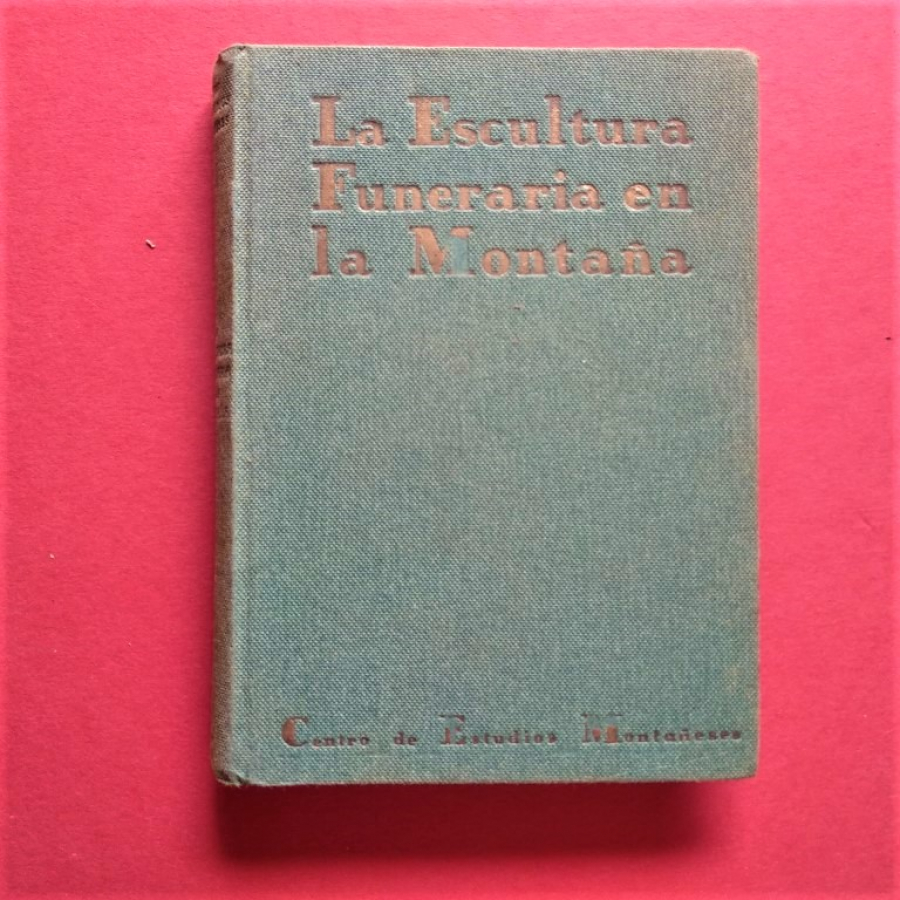 La Escultura
Funeraria en
la Montaña
Centro de Estudios Montañeses